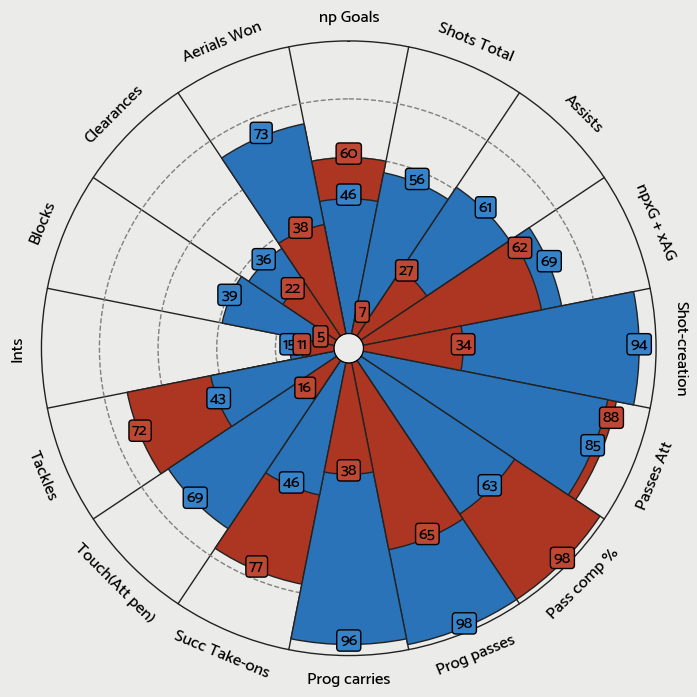 np Goals
Shots Total
Assists
npxG + xAG
Shot-creation
Passes Att
Pass comp %
Prog passes
Prog carries
Succ Take-ons
Touch(Att pen)
Tackles
Ints
Blocks
Clearances
Aerials Won
60
46
56
7
61
27
62
69
94
34
88
85
63
98
65
98
38
96
46
77
69
16
43
72
15
11
39
5
36
22
73
38